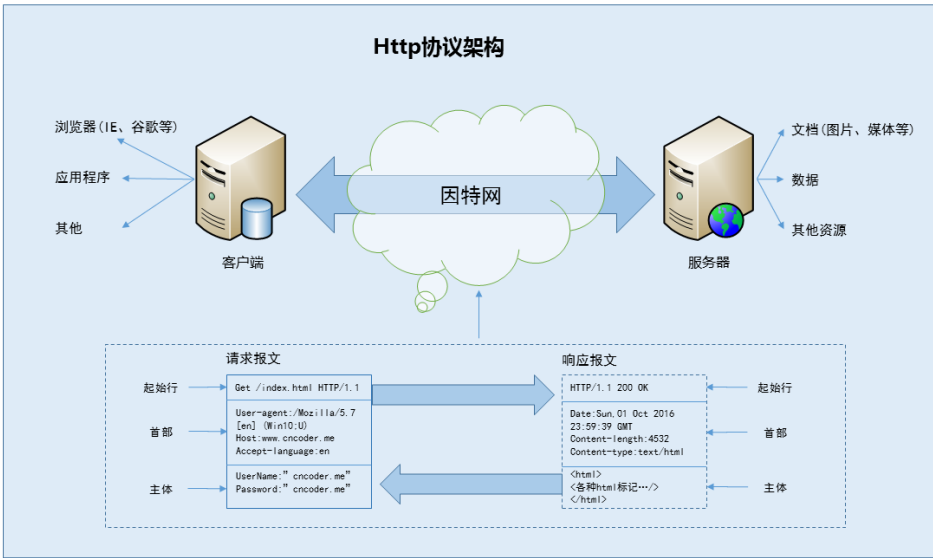 Http协议架构
浏览器(IE、谷歌等)
应用程序
其他
客户端
因特网
文档(图片、媒体等)
数据
其他资源
服务器
请求报文
起始行
Get /index.html HTTP/1.1
首部
User-agent:/Mozilla/5.7
[en] (Win10;U)
Host:www.cncoder.me
Accept-language:en
主体
UserName:”cncoder.me”
Password:”cncoder.me”
响应报文
HTTP/1.1 200 OK
起始行
Date:Sun,01 Oct 2016
23:59:39 GMT
Content-length:4532
Content-type:text/html
首部
<html>
<各种html标记…/>
</html>
主体